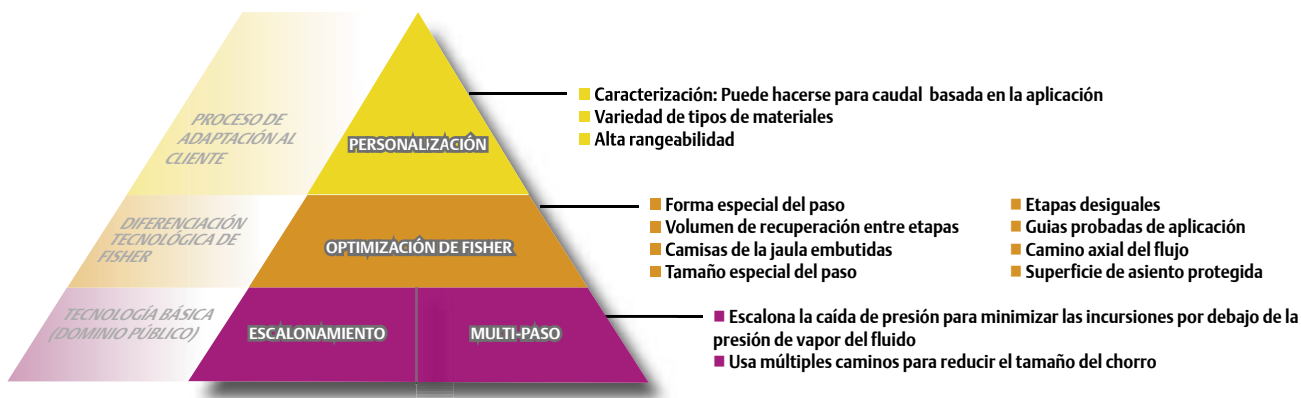 PROCESO DE
ADAPTACIÓN AL
CLIENTE
PERSONALIZACIÓN
Caracterización: Puede hacerse para caudal basada en la aplicación
Variedad de tipos de materiales
Alta rangeabilidad
DIFERENCIACIÓN
TECNOLÓGICA DE
FISHER
OPTIMIZACIÓN DE FISHER
Forma especial del paso
Volumen de recuperación entre etapas
Camisas de la jaula embutidas
Tamaño especial del paso
Etapas desiguales
Guias probadas de aplicación
Camino axial del flujo
Superficie de asiento protegida
TECNOLOGÍA BÁSICA
(DOMINIO PÚBLICO)
ESCALONAMIENTO
MULTI-PASO
Escalona la caída de presión para minimizar las incursiones por debajo de la
presión de vapor del fluido
Usa múltiples caminos para reducir el tamaño del chorro